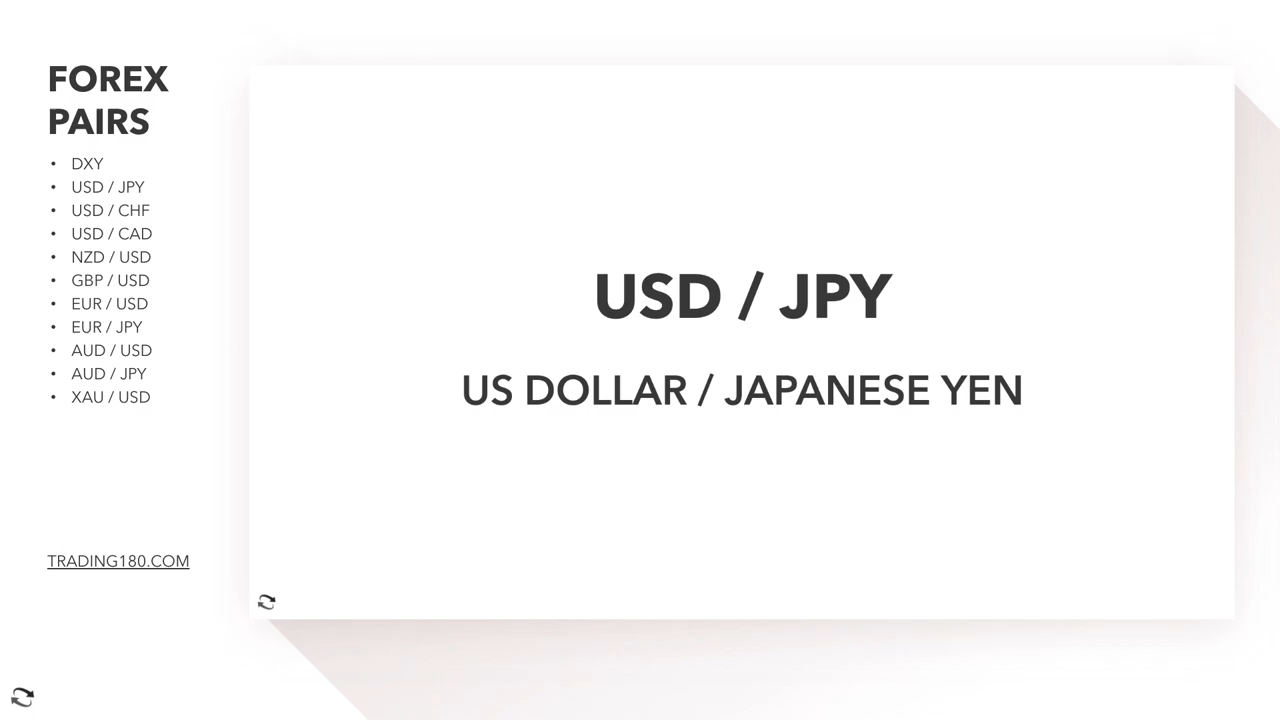 FOREX
PAIRS
• DXY
• USD / JPY
• USD / CHF
• USD / CAD
• NZD / USD
• GBP / USD
• EUR / USD
• EUR / JPY
• AUD / USD
• AUD / JPY
• XAU / USD
TRADING180.COM
USD / JPY
US DOLLAR / JAPANESE YEN